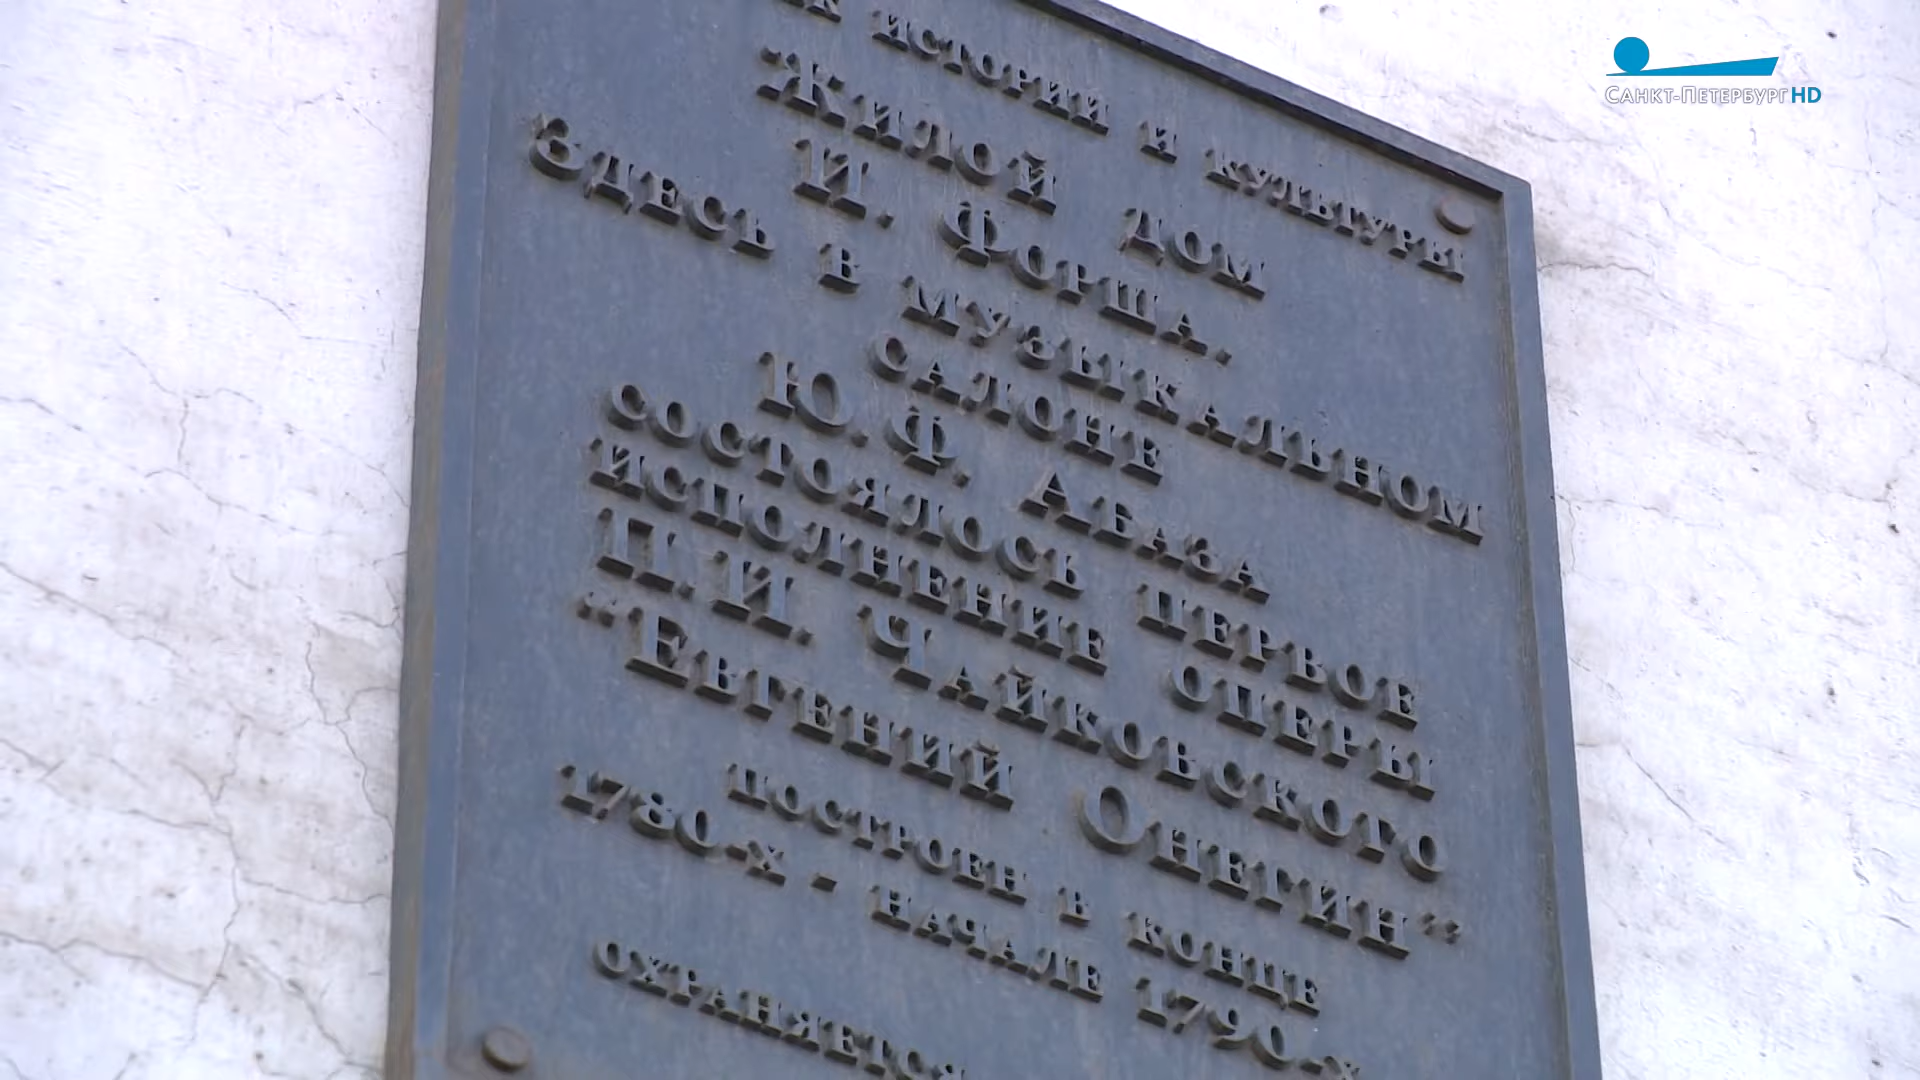 ИСТОРИИ И КУЛЬТУРЫ
"ЖИЛОЙ ДОМ
И. ФОРША.
ЗДЕСЬ В МУЗЫКАЛЬНОМ
САЛОНЕ
Ю.Ф. АБАЗА
СОСТОЯЛОСЬ ПЕРВОЕ
ИСПОЛНЕНИЕ ОПЕРЫ
П.И. ЧАЙКОВСКОГО
"ЕВГЕНИЙ ОНЕГИН"
ПОСТРОЕН В КОНЦЕ
1780-Х - НАЧАЛЕ 1790-Х
ОХРАНЯЕТСЯ
САНКТ-ПЕТЕРБУРГ HD